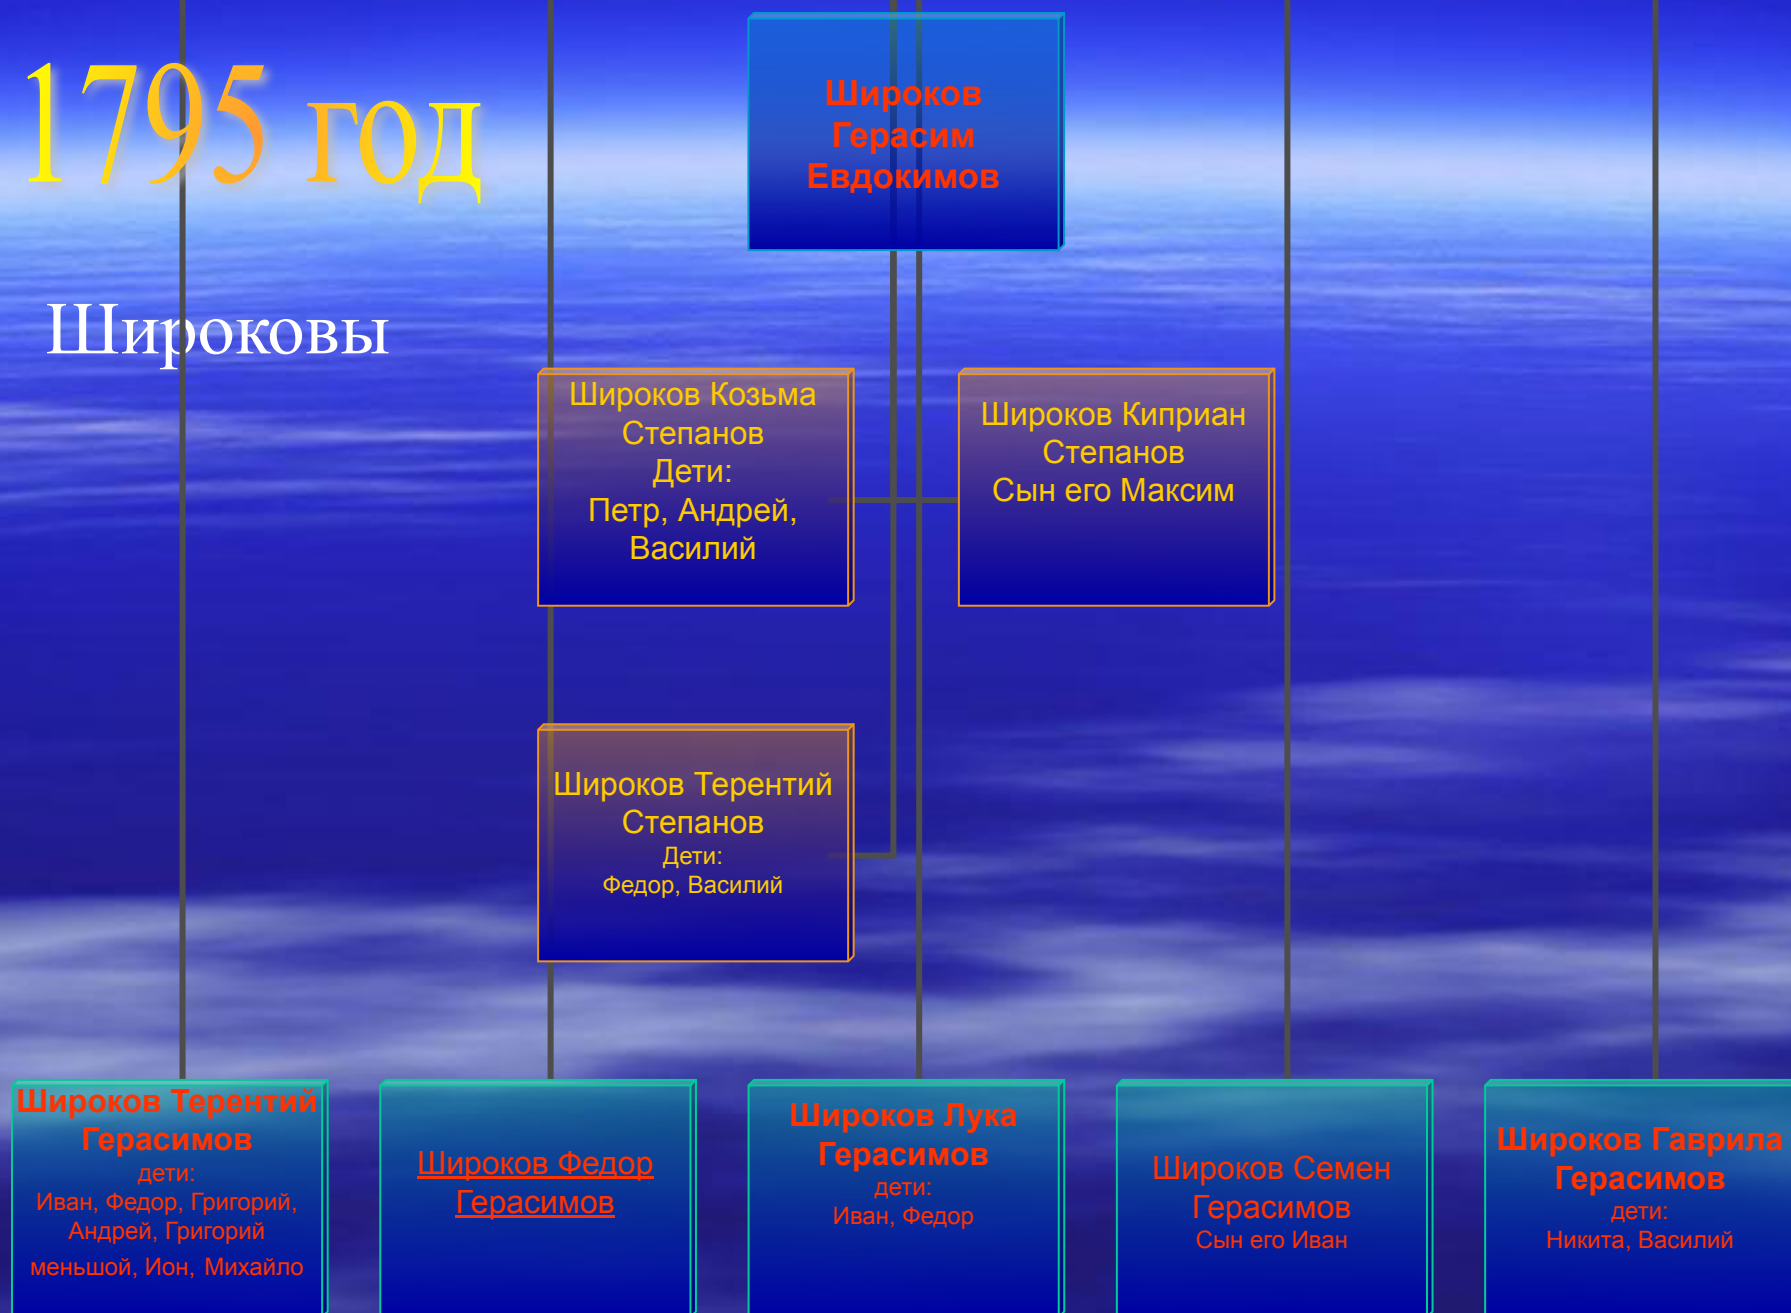 1795 год
Широков
Герасим
Евдокимов
Широковы
Широков Козьма
Степанов
Дети:
Петр, Андрей,
Василий
Широков Киприан
Степанов
Сын его Максим
Широков Терентий
Степанов
Дети:
Федор, Василий
Широков Терентий
Герасимов
дети:
Иван, Федор, Григорий,
Андрей, Григорий
меньшой, Ион, Михайло
Широков Федор
Герасимов
Широков Лука
Герасимов
дети:
Иван, Федор
Широков Семен
Герасимов
Сын его Иван
Широков Гаврила
Герасимов
дети:
Никита, Василий